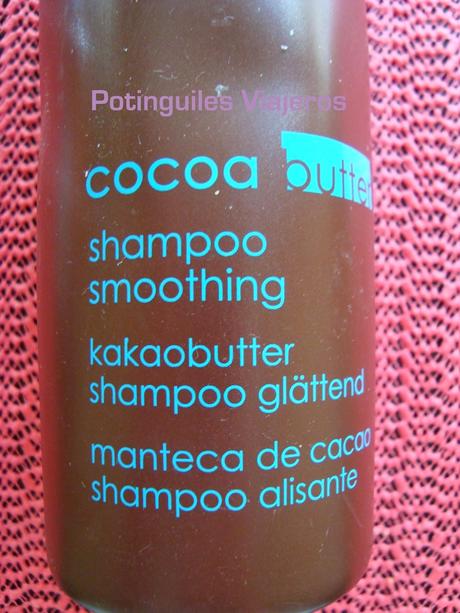 Potinguiles Viajeros
cocoa butter
shampoo
smoothing
kakaobutter
shampoo glättend
manteca de cacao
shampoo alisante